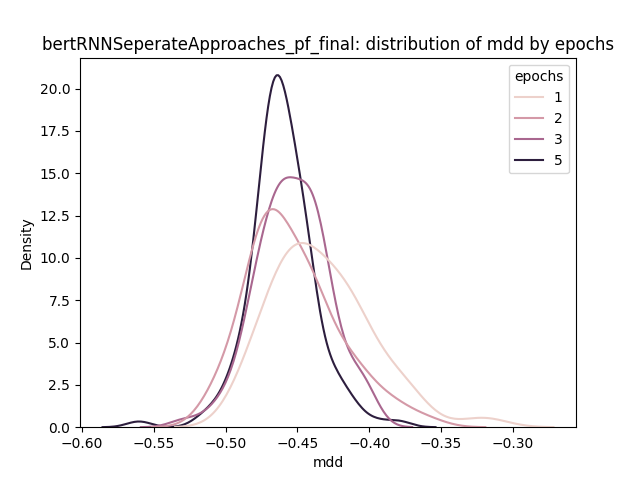 bertRNNSeperateApproaches_pf_final: distribution of mdd by epochs
epochs
1
2
3
5
Density
20.0
17.5
15.0
12.5
10.0
7.5
5.0
2.5
0.0
−0.60 −0.55 −0.50 −0.45 −0.40 −0.35 −0.30
mdd